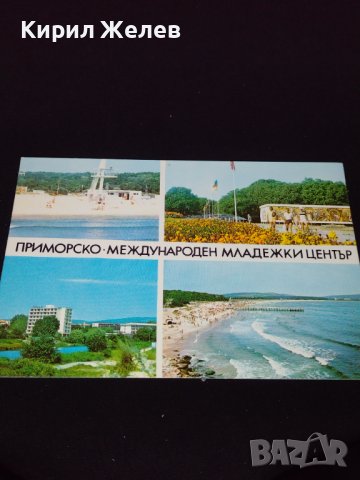 Кирил Желев
ПРИМОРСКО · МЕЖДУНАРОДЕН МЛАДЕЖКИ ЦЕНТЪР
BAZAR